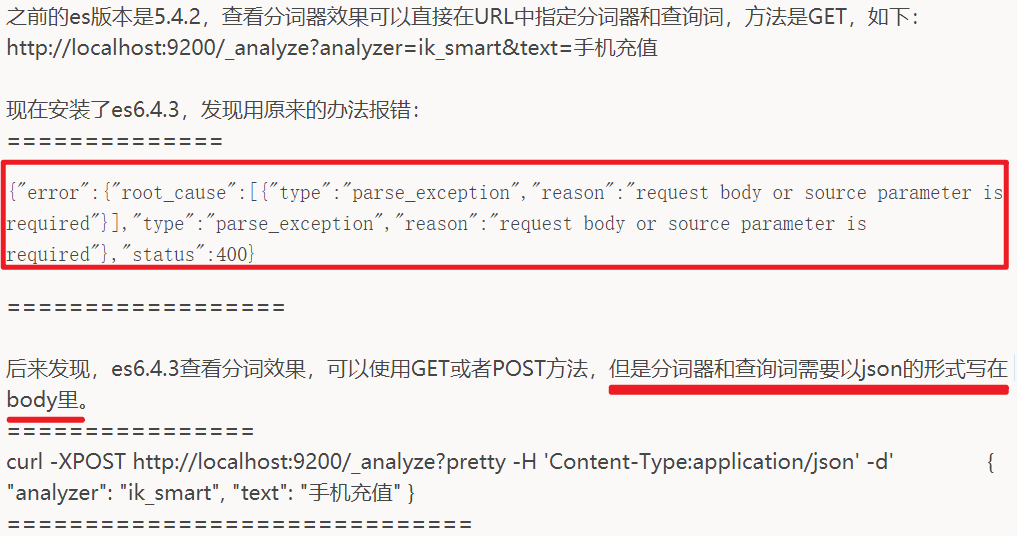 之前的es版本是5.4.2，查看分词器效果可以直接在URL中指定分词器和查询词，方法是GET，如下：
http://localhost:9200/_analyze?analyzer=ik_smart&text=手机充值
现在安装了es6.4.3，发现用原来的办法报错：
==============
{"error":{"root_cause":[{"type":"parse_exception","reason":"request body or source parameter is
required"}],"type":"parse_exception","reason":"request body or source parameter is
required"},"status":400}
==================
后来发现，es6.4.3查看分词效果，可以使用GET或者POST方法，但是分词器和查询词需要以json的形式写在
body里。
================
curl -XPOST http://localhost:9200/_analyze?pretty -H 'Content-Type:application/json' -d' {
"analyzer": "ik_smart", "text": "手机充值" }
==============================